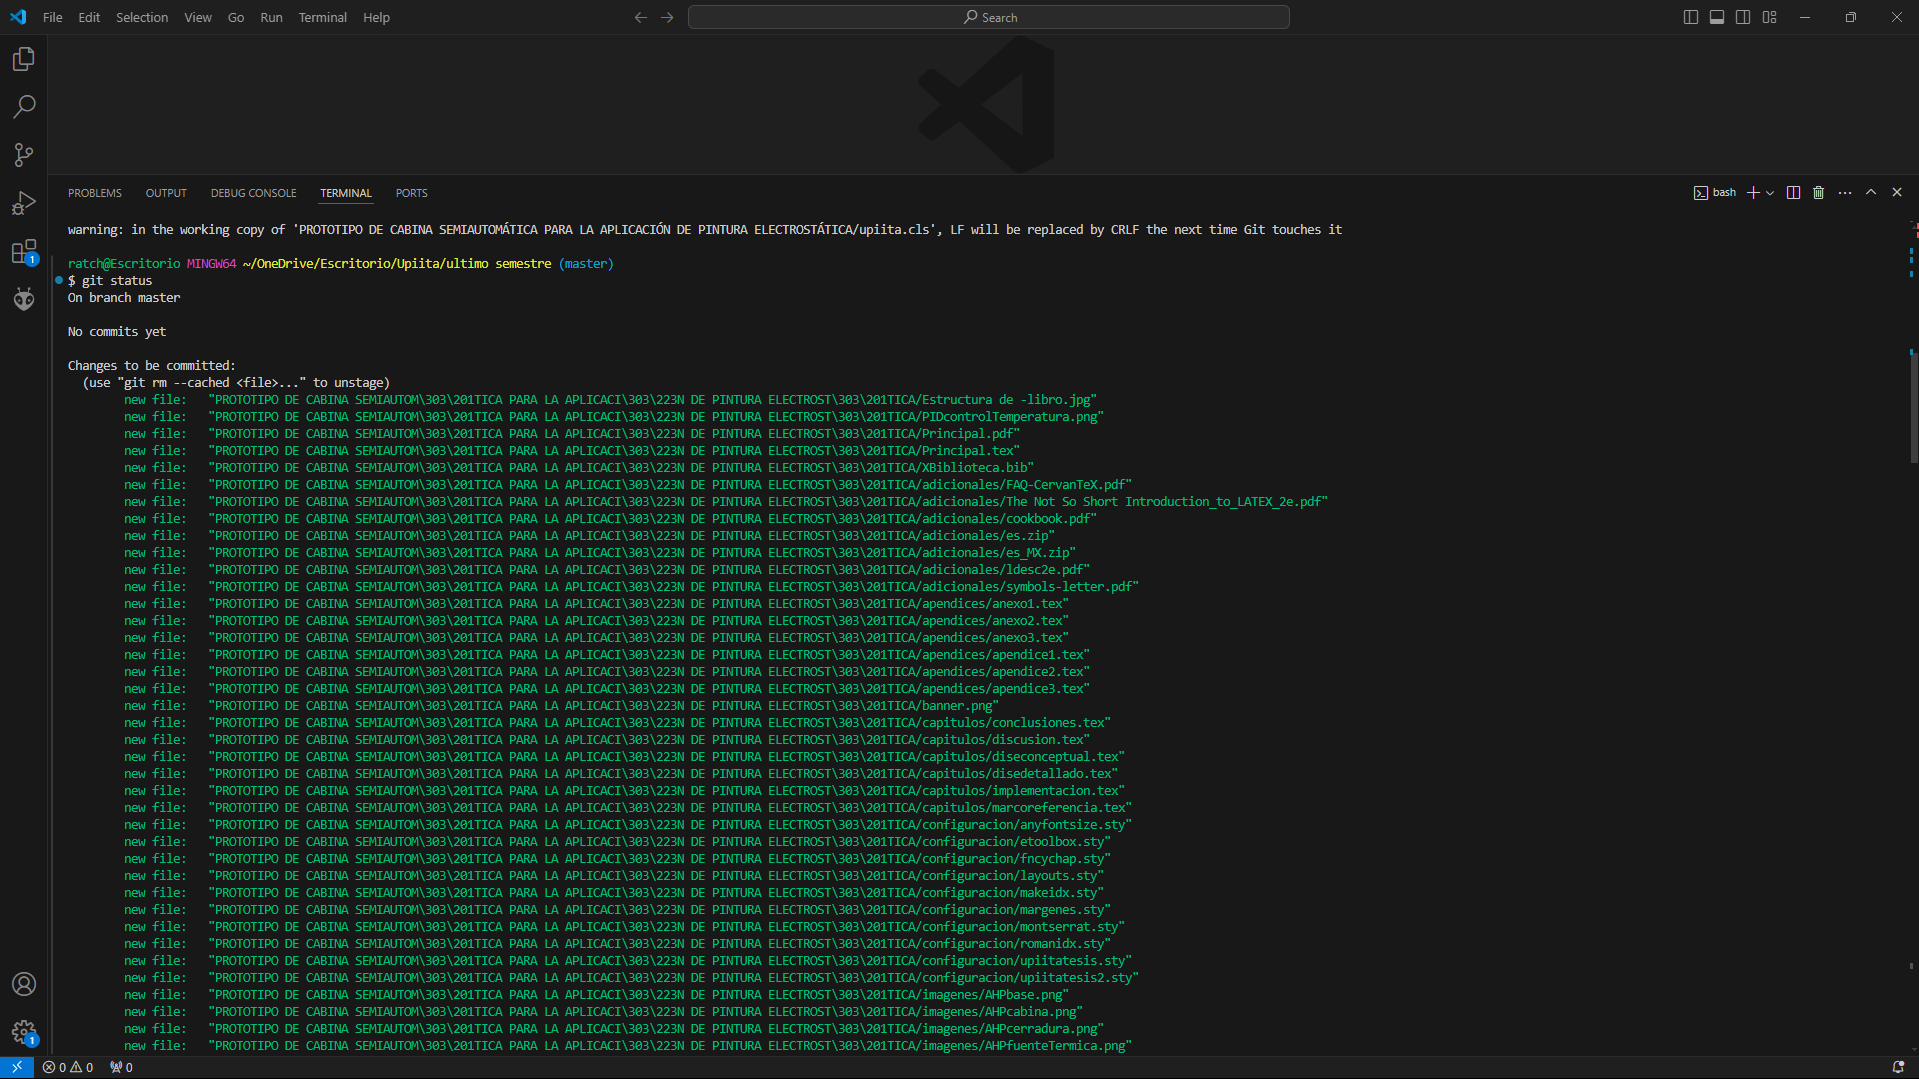 File Edit Selection View Go Run Terminal Help
Search
PROBLEMS OUTPUT DEBUG CONSOLE TERMINAL PORTS
bash
warning: in the working copy of 'PROTOTIPO DE CABINA SEMIAUTOMÁTICA PARA LA APLICACIÓN DE PINTURA ELECTROSTÁTICA/upiita.cls', LF will be replaced by CRLF the next time Git touches it
ratch@Escritorio MINGW64 ~/OneDrive/Escritorio/Upiita/ultimo semestre (master)
$ git status
On branch master
No commits yet
Changes to be committed:
(use "git rm --cached <file>..." to unstage)
new file: "PROTOTIPO DE CABINA SEMIAUTOM\303\201TICA PARA LA APLICACI\303\223N DE PINTURA ELECTROST\303\201TICA/Estructura de -libro.jpg"
new file: "PROTOTIPO DE CABINA SEMIAUTOM\303\201TICA PARA LA APLICACI\303\223N DE PINTURA ELECTROST\303\201TICA/PIDcontrolTemperatura.png"
new file: "PROTOTIPO DE CABINA SEMIAUTOM\303\201TICA PARA LA APLICACI\303\223N DE PINTURA ELECTROST\303\201TICA/Principal.pdf"
new file: "PROTOTIPO DE CABINA SEMIAUTOM\303\201TICA PARA LA APLICACI\303\223N DE PINTURA ELECTROST\303\201TICA/Principal.tex"
new file: "PROTOTIPO DE CABINA SEMIAUTOM\303\201TICA PARA LA APLICACI\303\223N DE PINTURA ELECTROST\303\201TICA/XBiblioteca.bib"
new file: "PROTOTIPO DE CABINA SEMIAUTOM\303\201TICA PARA LA APLICACI\303\223N DE PINTURA ELECTROST\303\201TICA/adicionales/FAQ-CervanTeX.pdf"
new file: "PROTOTIPO DE CABINA SEMIAUTOM\303\201TICA PARA LA APLICACI\303\223N DE PINTURA ELECTROST\303\201TICA/adicionales/The Not So Short Introduction_to_LATEX_2e.pdf"
new file: "PROTOTIPO DE CABINA SEMIAUTOM\303\201TICA PARA LA APLICACI\303\223N DE PINTURA ELECTROST\303\201TICA/adicionales/cookbook.pdf"
new file: "PROTOTIPO DE CABINA SEMIAUTOM\303\201TICA PARA LA APLICACI\303\223N DE PINTURA ELECTROST\303\201TICA/adicionales/es.zip"
new file: "PROTOTIPO DE CABINA SEMIAUTOM\303\201TICA PARA LA APLICACI\303\223N DE PINTURA ELECTROST\303\201TICA/adicionales/es_MX.zip"
new file: "PROTOTIPO DE CABINA SEMIAUTOM\303\201TICA PARA LA APLICACI\303\223N DE PINTURA ELECTROST\303\201TICA/adicionales/ldesc2e.pdf"
new file: "PROTOTIPO DE CABINA SEMIAUTOM\303\201TICA PARA LA APLICACI\303\223N DE PINTURA ELECTROST\303\201TICA/adicionales/symbols-letter.pdf"
new file: "PROTOTIPO DE CABINA SEMIAUTOM\303\201TICA PARA LA APLICACI\303\223N DE PINTURA ELECTROST\303\201TICA/apendices/anexo1.tex"
new file: "PROTOTIPO DE CABINA SEMIAUTOM\303\201TICA PARA LA APLICACI\303\223N DE PINTURA ELECTROST\303\201TICA/apendices/anexo2.tex"
new file: "PROTOTIPO DE CABINA SEMIAUTOM\303\201TICA PARA LA APLICACI\303\223N DE PINTURA ELECTROST\303\201TICA/apendices/anexo3.tex"
new file: "PROTOTIPO DE CABINA SEMIAUTOM\303\201TICA PARA LA APLICACI\303\223N DE PINTURA ELECTROST\303\201TICA/apendices/apendice1.tex"
new file: "PROTOTIPO DE CABINA SEMIAUTOM\303\201TICA PARA LA APLICACI\303\223N DE PINTURA ELECTROST\303\201TICA/apendices/apendice2.tex"
new file: "PROTOTIPO DE CABINA SEMIAUTOM\303\201TICA PARA LA APLICACI\303\223N DE PINTURA ELECTROST\303\201TICA/apendices/apendice3.tex"
new file: "PROTOTIPO DE CABINA SEMIAUTOM\303\201TICA PARA LA APLICACI\303\223N DE PINTURA ELECTROST\303\201TICA/banner.png"
new file: "PROTOTIPO DE CABINA SEMIAUTOM\303\201TICA PARA LA APLICACI\303\223N DE PINTURA ELECTROST\303\201TICA/capitulos/conclusiones.tex"
new file: "PROTOTIPO DE CABINA SEMIAUTOM\303\201TICA PARA LA APLICACI\303\223N DE PINTURA ELECTROST\303\201TICA/capitulos/discusion.tex"
new file: "PROTOTIPO DE CABINA SEMIAUTOM\303\201TICA PARA LA APLICACI\303\223N DE PINTURA ELECTROST\303\201TICA/capitulos/diseconceptual.tex"
new file: "PROTOTIPO DE CABINA SEMIAUTOM\303\201TICA PARA LA APLICACI\303\223N DE PINTURA ELECTROST\303\201TICA/capitulos/disedetallado.tex"
new file: "PROTOTIPO DE CABINA SEMIAUTOM\303\201TICA PARA LA APLICACI\303\223N DE PINTURA ELECTROST\303\201TICA/capitulos/implementacion.tex"
new file: "PROTOTIPO DE CABINA SEMIAUTOM\303\201TICA PARA LA APLICACI\303\223N DE PINTURA ELECTROST\303\201TICA/capitulos/marcoreferencia.tex"
new file: "PROTOTIPO DE CABINA SEMIAUTOM\303\201TICA PARA LA APLICACI\303\223N DE PINTURA ELECTROST\303\201TICA/configuracion/anyfontsize.sty"
new file: "PROTOTIPO DE CABINA SEMIAUTOM\303\201TICA PARA LA APLICACI\303\223N DE PINTURA ELECTROST\303\201TICA/configuracion/etoolbox.sty"
new file: "PROTOTIPO DE CABINA SEMIAUTOM\303\201TICA PARA LA APLICACI\303\223N DE PINTURA ELECTROST\303\201TICA/configuracion/fncychap.sty"
new file: "PROTOTIPO DE CABINA SEMIAUTOM\303\201TICA PARA LA APLICACI\303\223N DE PINTURA ELECTROST\303\201TICA/configuracion/layouts.sty"
new file: "PROTOTIPO DE CABINA SEMIAUTOM\303\201TICA PARA LA APLICACI\303\223N DE PINTURA ELECTROST\303\201TICA/configuracion/makeidx.sty"
new file: "PROTOTIPO DE CABINA SEMIAUTOM\303\201TICA PARA LA APLICACI\303\223N DE PINTURA ELECTROST\303\201TICA/configuracion/margenes.sty"
new file: "PROTOTIPO DE CABINA SEMIAUTOM\303\201TICA PARA LA APLICACI\303\223N DE PINTURA ELECTROST\303\201TICA/configuracion/montserrat.sty"
new file: "PROTOTIPO DE CABINA SEMIAUTOM\303\201TICA PARA LA APLICACI\303\223N DE PINTURA ELECTROST\303\201TICA/configuracion/romanidx.sty"
new file: "PROTOTIPO DE CABINA SEMIAUTOM\303\201TICA PARA LA APLICACI\303\223N DE PINTURA ELECTROST\303\201TICA/configuracion/upiitatesis.sty"
new file: "PROTOTIPO DE CABINA SEMIAUTOM\303\201TICA PARA LA APLICACI\303\223N DE PINTURA ELECTROST\303\201TICA/configuracion/upiitatesis2.sty"
new file: "PROTOTIPO DE CABINA SEMIAUTOM\303\201TICA PARA LA APLICACI\303\223N DE PINTURA ELECTROST\303\201TICA/imagenes/AHPbase.png"
new file: "PROTOTIPO DE CABINA SEMIAUTOM\303\201TICA PARA LA APLICACI\303\223N DE PINTURA ELECTROST\303\201TICA/imagenes/AHPcabina.png"
new file: "PROTOTIPO DE CABINA SEMIAUTOM\303\201TICA PARA LA APLICACI\303\223N DE PINTURA ELECTROST\303\201TICA/imagenes/AHPcerradura.png"
new file: "PROTOTIPO DE CABINA SEMIAUTOM\303\201TICA PARA LA APLICACI\303\223N DE PINTURA ELECTROST\303\201TICA/imagenes/AHPfuenteTermica.png"
1
1
0 0 0